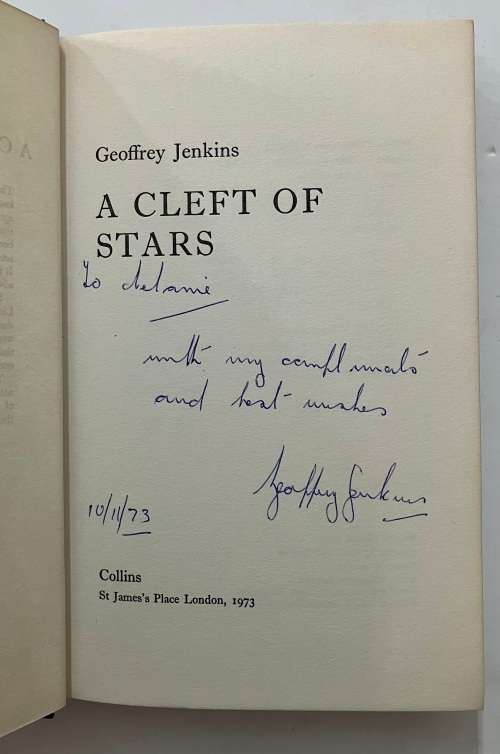 Geoffrey Jenkins
A CLEFT OF
STARS
To
with my compliments
and best wishes
Geoffrey Jenkins
10/11/73
Collins
St James's Place London, 1973